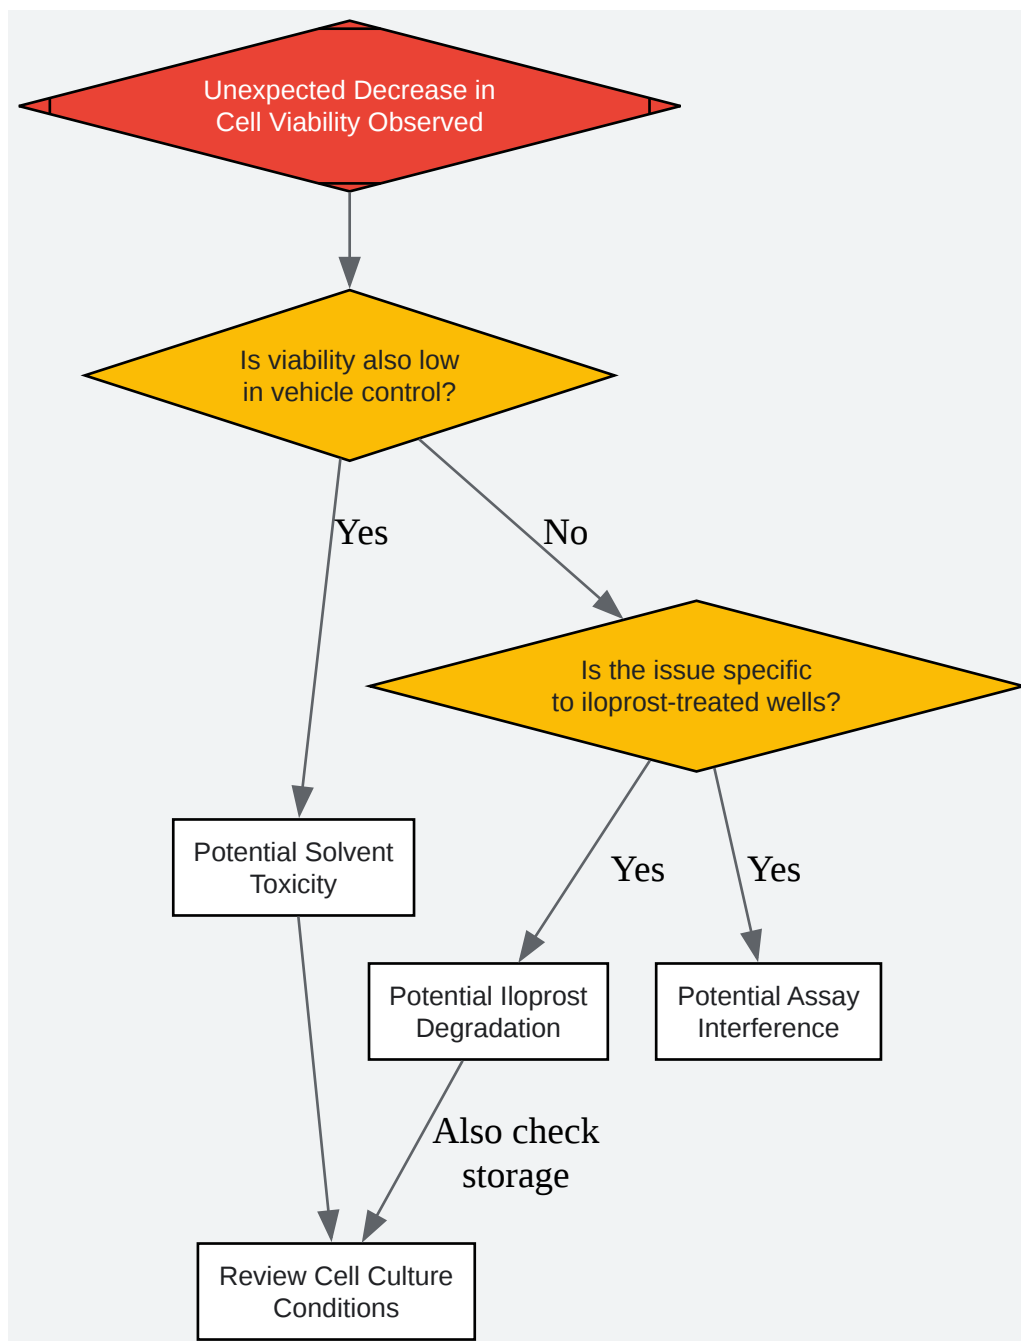 Unexpected Decrease in
Cell Viability Observed
Is viability also low
in vehicle control?
Yes
No
Is the issue specific
to iloprost-treated wells?
Potential Solvent
Toxicity
Yes
Yes
Potential Iloprost
Degradation
Potential Assay
Interference
Also check
storage
Review Cell Culture
Conditions